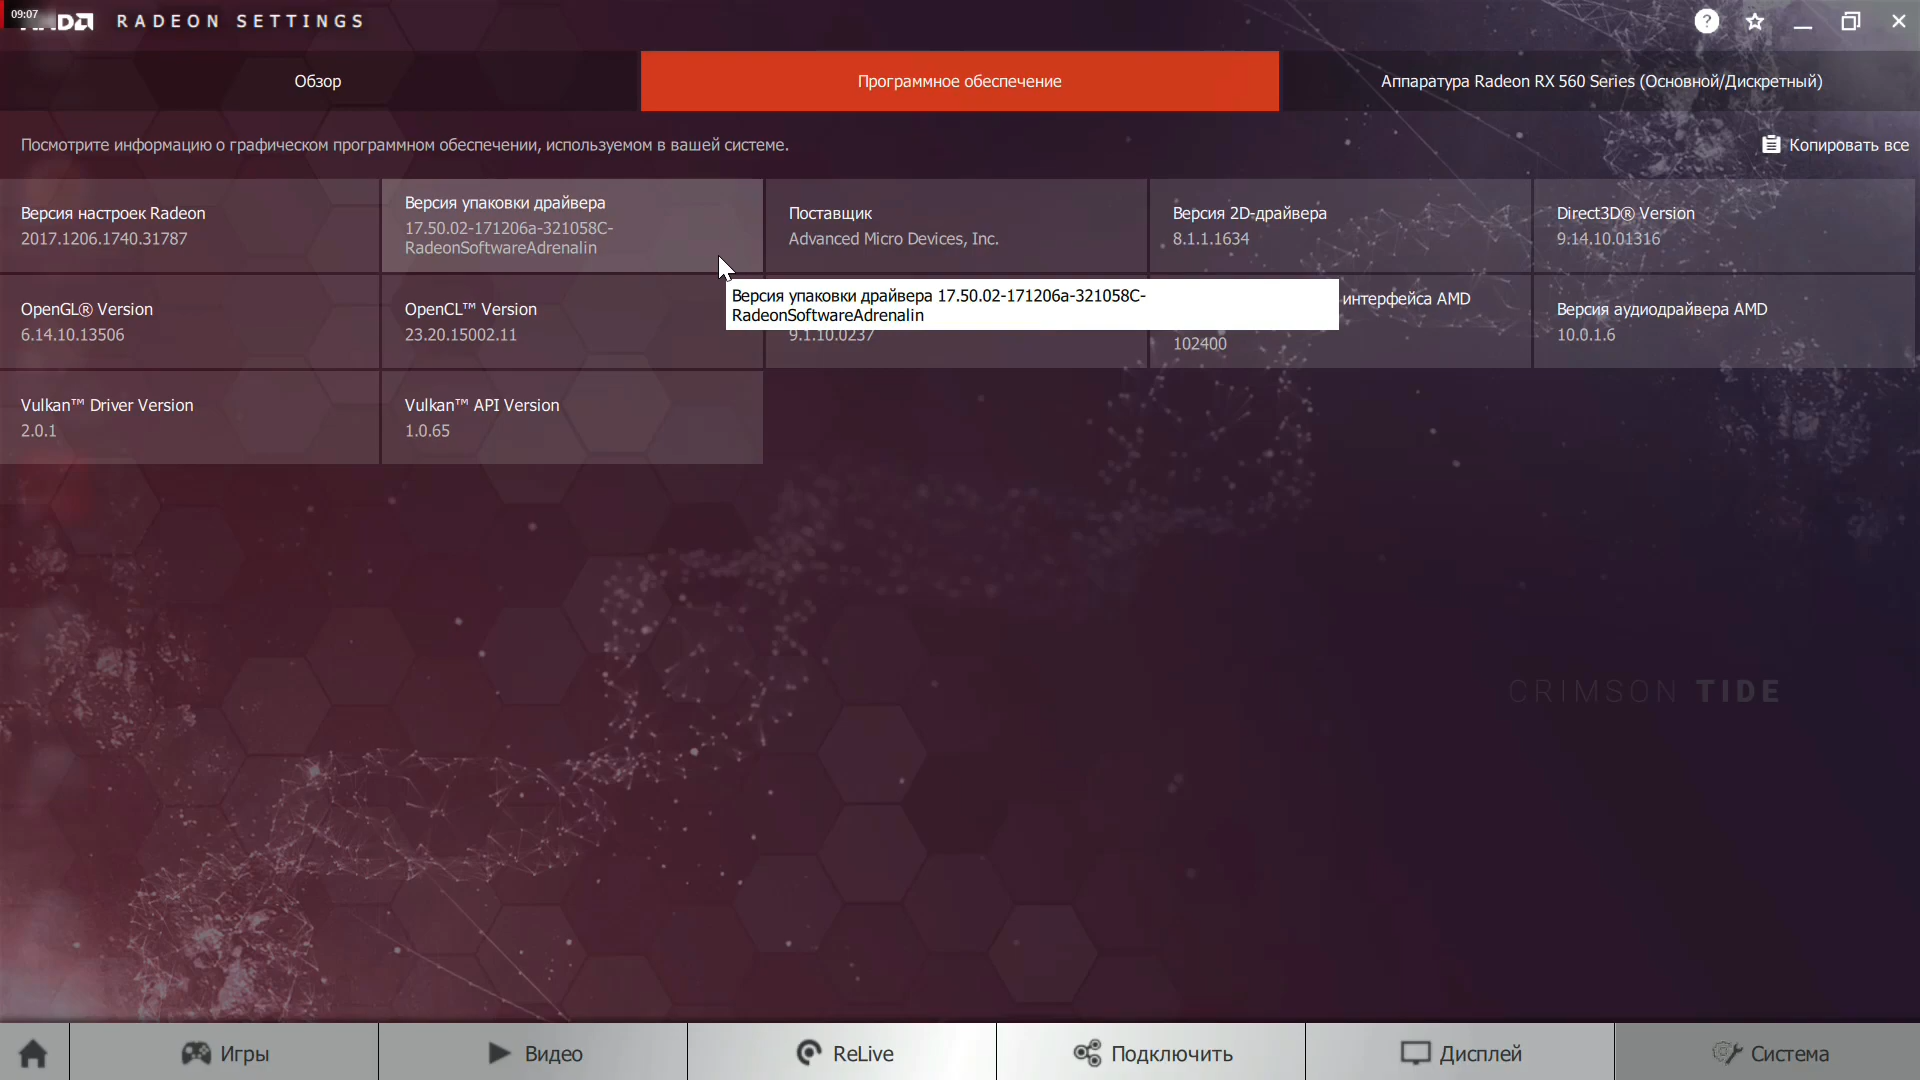 09:07
RADEON SETTINGS
Обзор
Программное обеспечение
Аппаратура Radeon RX 560 Series (Основной/Дискретный)
Посмотрите информацию о графическом программном обеспечении, используемом в вашей системе.
Копировать все
Версия настроек Radeon
2017.1206.1740.31787
Версия упаковки драйвера
17.50.02-171206a-321058C-
RadeonSoftwareAdrenalin
Поставщик
Advanced Micro Devices, Inc.
Версия 2D-драйвера
8.1.1.1634
Direct3D® Version
9.14.10.01316
OpenGL® Version
6.14.10.13506
OpenCL™ Version
23.20.15002.11
Версия упаковки драйвера 17.50.02-171206a-321058C-
RadeonSoftwareAdrenalin
9.1.10.0237
интерфейса AMD
102400
Версия аудиодрайвера AMD
10.0.1.6
Vulkan™ Driver Version
2.0.1
Vulkan™ API Version
1.0.65
CRIMSON TIDE
Игры
Видео
ReLive
Подключить
Дисплей
Система